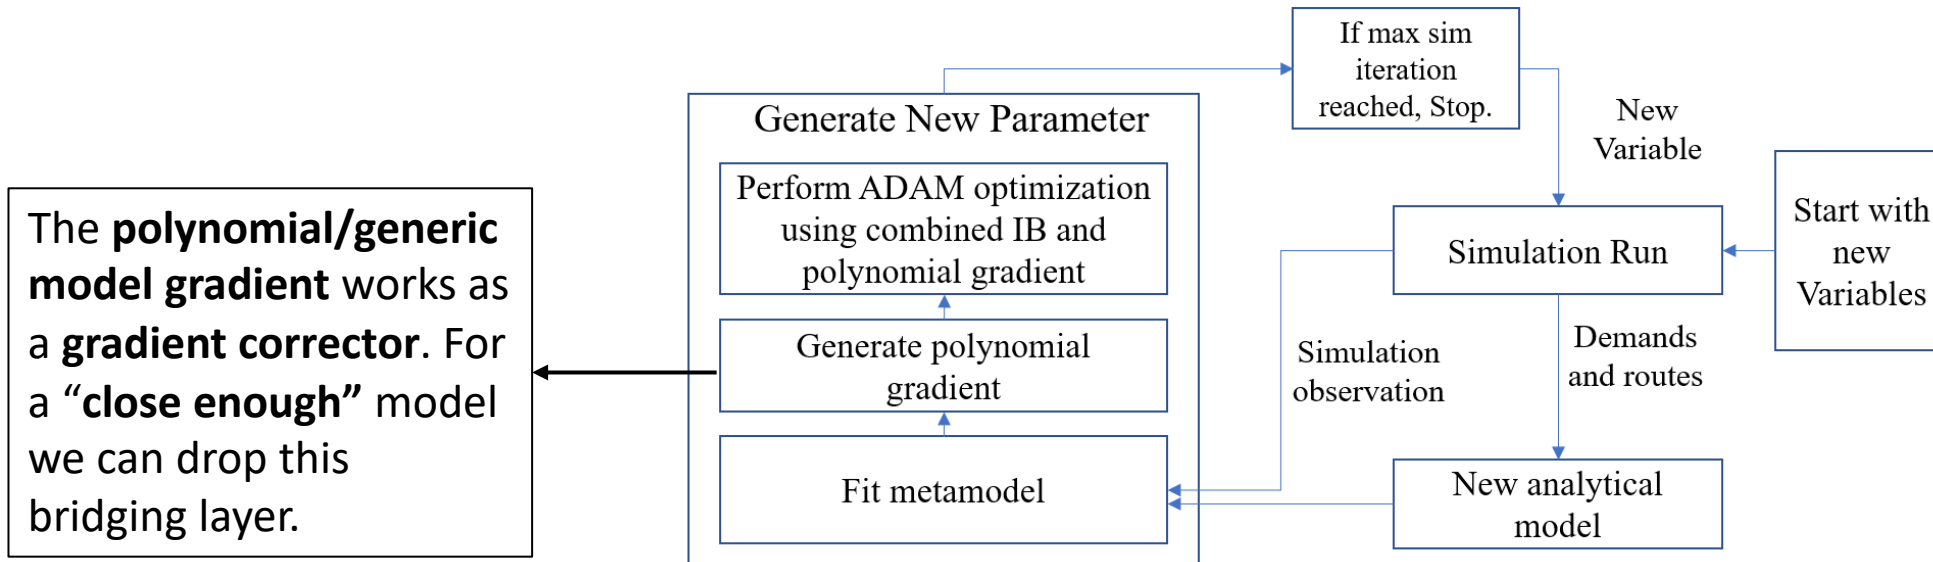 The polynomial/generic
model gradient works as
a gradient corrector. For
a “close enough” model
we can drop this
bridging layer.
Generate New Parameter
Perform ADAM optimization
using combined IB and
polynomial gradient
Generate polynomial
gradient
Fit metamodel
If max sim
iteration
reached, Stop.
New
Variable
Simulation Run
Start with
new
Variables
Simulation
observation
Demands
and routes
New analytical
model